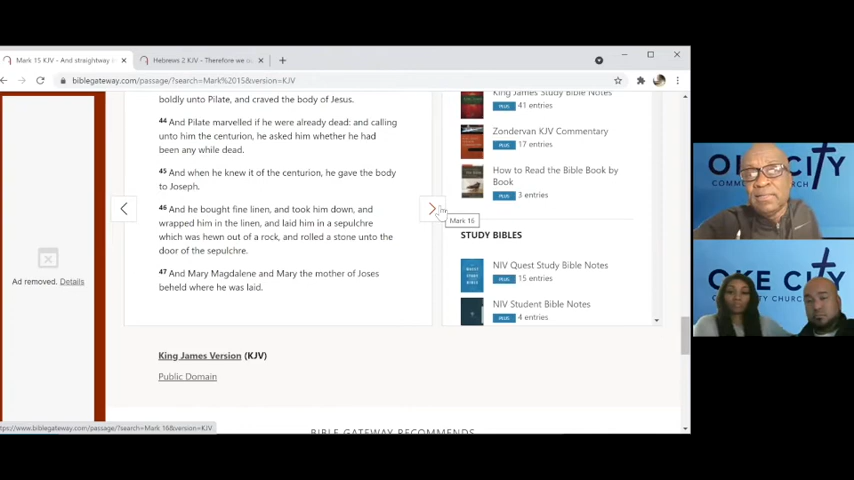 Mark 15 KJV - And straightway i
Hebrews 2 KJV - Therefore we o
biblegateway.com/passage/?search=Mark%2015&version=KJV
boldly unto Pilate, and craved the body of Jesus.
44 And Pilate marvelled if he were already dead: and calling
unto him the centurion, he asked him whether he had
been any while dead.
45 And when he knew it of the centurion, he gave the body
to Joseph.
46 And he bought fine linen, and took him down, and
wrapped him in the linen, and laid him in a sepulchre
which was hewn out of a rock, and rolled a stone unto the
door of the sepulchre.
47 And Mary Magdalene and Mary the mother of Joses
beheld where he was laid.
King James Version (KJV)
Public Domain
BIBLE GATEWAY RECOMMENDS
Ad removed. Details
Mark 16
King James Study Bible Notes
PLUS 41 entries
Zondervan KJV Commentary
PLUS 17 entries
How to Read the Bible Book by
Book
PLUS 3 entries
STUDY BIBLES
NIV Quest Study Bible Notes
PLUS 15 entries
NIV Student Bible Notes
PLUS 4 entries
ttps://www.biblegateway.com/passage/?search=Mark 16&version=KJV
OKE CITY
OKE CITY